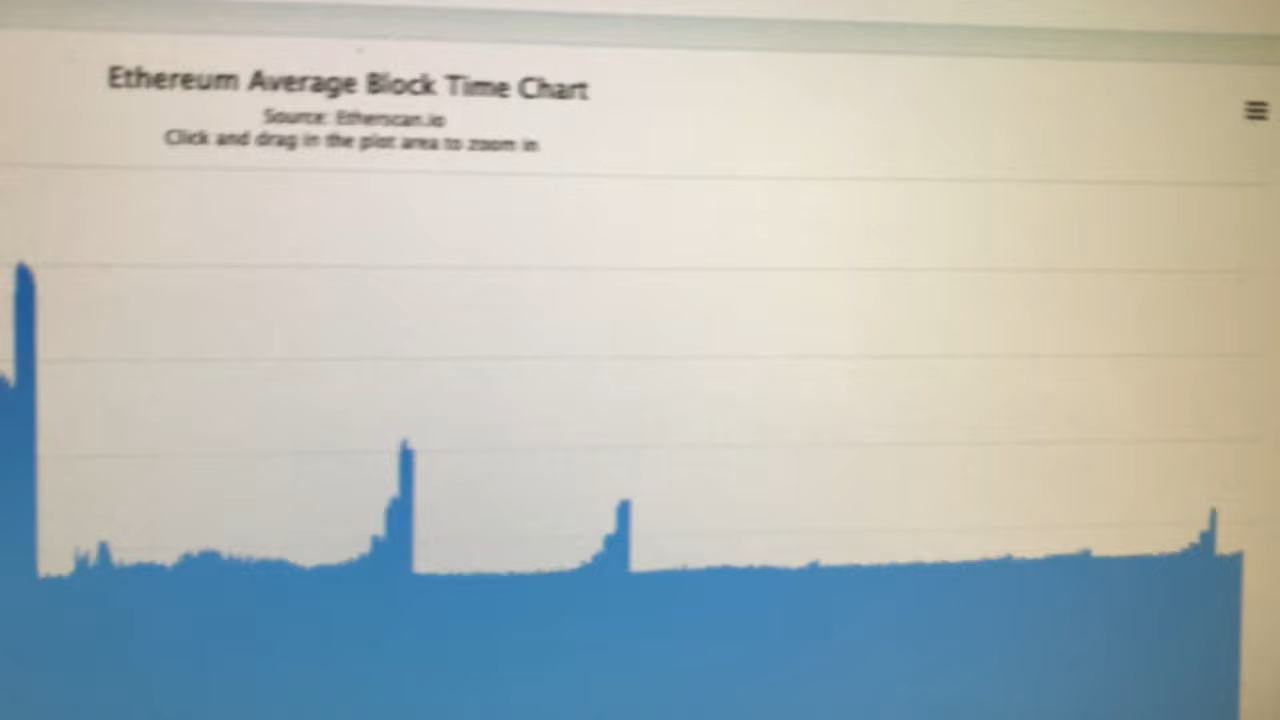 Ethereum Average Block Time Chart
Source: Etherscan.io
Click and drag in the plot area to zoom in